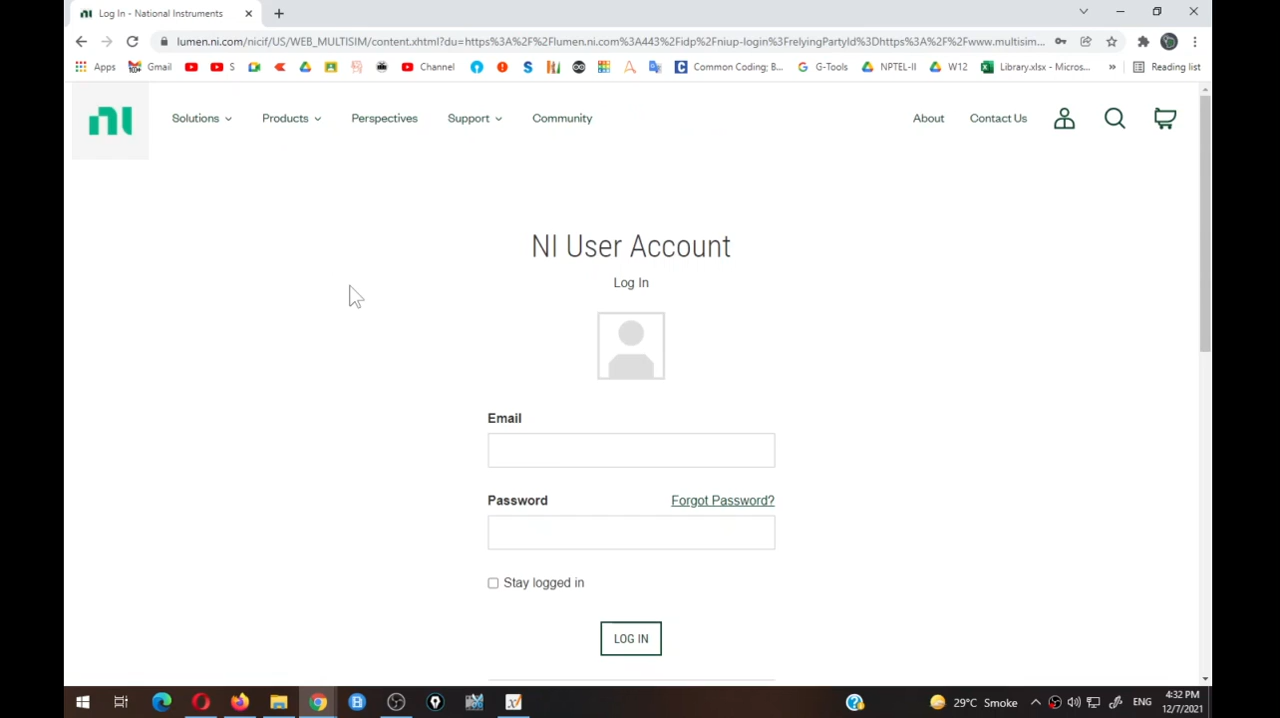 Log In - National Instruments
lumen.ni.com/nicif/US/WEB_MULTISIM/content.xhtml?du=https%3A%2F%2Flumen.ni.com%3A443%2Fidp%2Fniup-login%3FrelyingPartyId%3Dhttps%3A%2F%2Fwww.multisim...
Apps Gmail S Channel Common Coding; B... G-Tools NPTEL-II W12 Library.xlsx - Micros... » Reading list
ni Solutions Products Perspectives Support Community About Contact Us
NI User Account
Log In
Email
Password Forgot Password?
Stay logged in
LOG IN
29°C Smoke ENG 4:32 PM
12/7/2021